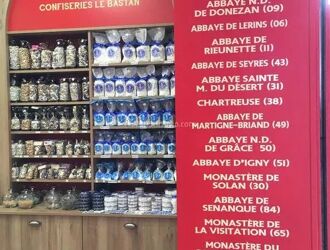 CONFISERIES LE BASTAN
ABBAYE N.D.
DE DONEZAN (09)
ABBAYE DE LERINS (06)
ABBAYE DE
RIEUNETTE (11)
ABBAYE DE SEYRES (43)
ABBAYE SAINTE
M. DU DÉSERT (31)
CHARTREUSE (38)
ABBAYE DE
MARTIGNE-BRIAND (49)
ABBAYE N.D.
DE GRÂCE 50)
ABBAYE D'IGNY (51)
MONASTÈRE DE
SOLAN (30)
ABBAYE DE
SENANQUE (84)
MONASTÈRE DE
LA VISITATION (65)
MONASTÈRE DU